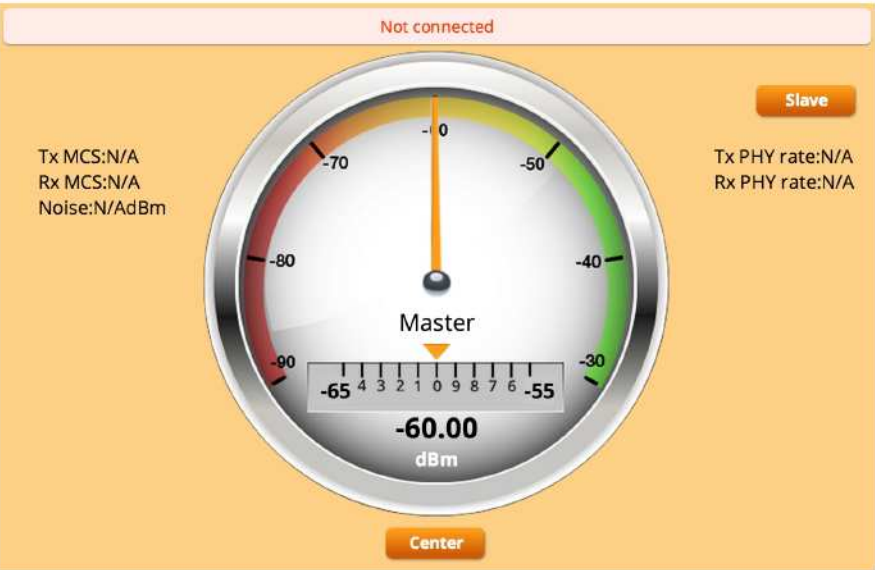 Not connected
Slave
Tx MCS:N/A
Rx MCS:N/A
Noise:N/AdBm
Tx PHY rate:N/A
Rx PHY rate:N/A
-60
-70
-50
-80
-40
-90
-30
Master
-65 4 3 2 1 0 9 8 7 6 -55
-60.00
dBm
Center